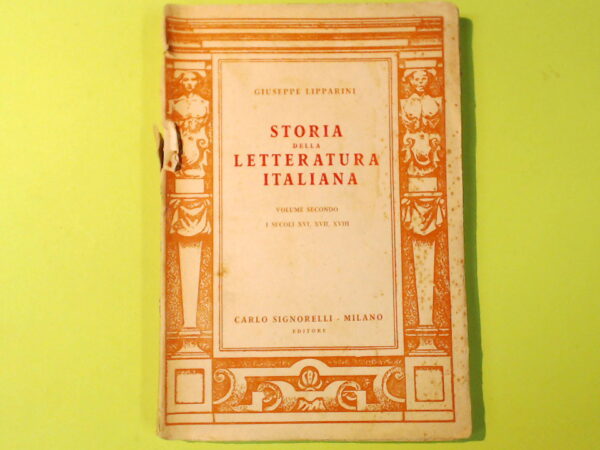 GIUSEPPE LIPPARINI
STORIA
DELLA
LETTERATURA
ITALIANA
VOLUME SECONDO
I SECOLI XVI, XVII, XVIII
CARLO SIGNORELLI - MILANO
EDITORE